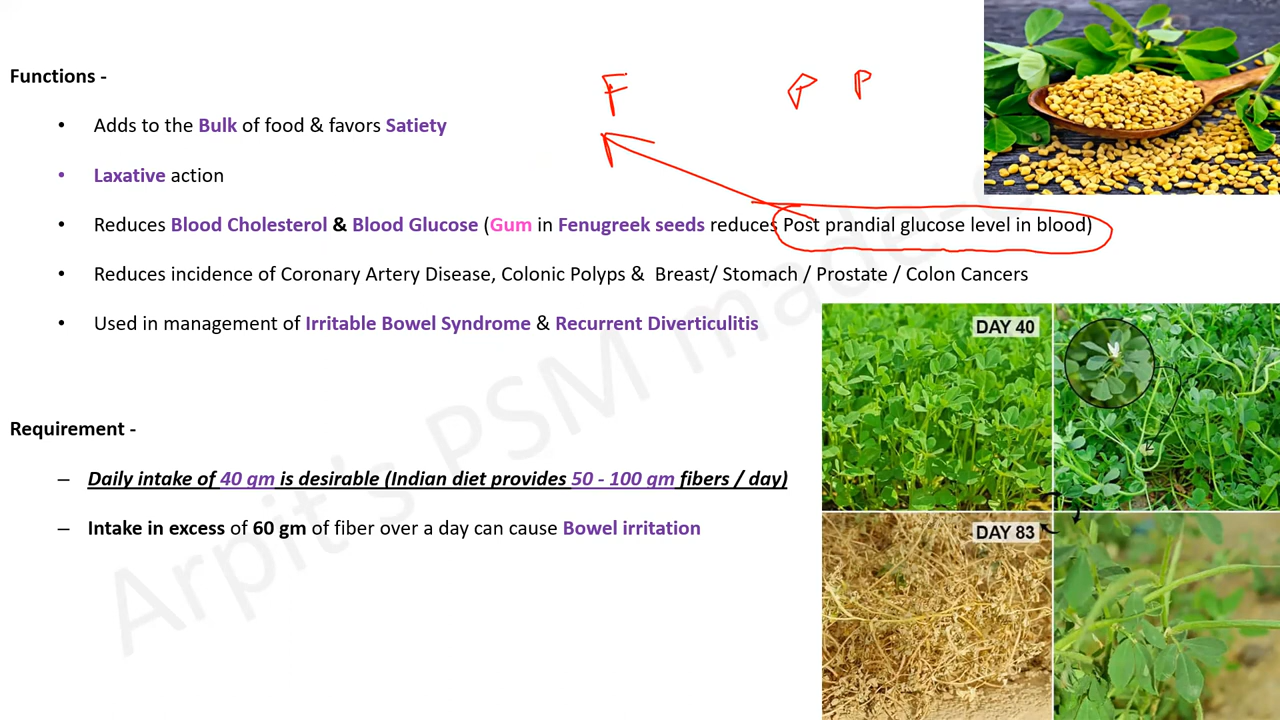 Functions -
F P P
• Adds to the Bulk of food & favors Satiety
• Laxative action
• Reduces Blood Cholesterol & Blood Glucose (Gum in Fenugreek seeds reduces Post prandial glucose level in blood)
• Reduces incidence of Coronary Artery Disease, Colonic Polyps & Breast/ Stomach / Prostate / Colon Cancers
• Used in management of Irritable Bowel Syndrome & Recurrent Diverticulitis
DAY 40
Requirement -
– Daily intake of 40 gm is desirable (Indian diet provides 50 - 100 gm fibers / day)
– Intake in excess of 60 gm of fiber over a day can cause Bowel irritation
DAY 83
Arpit's PSM made